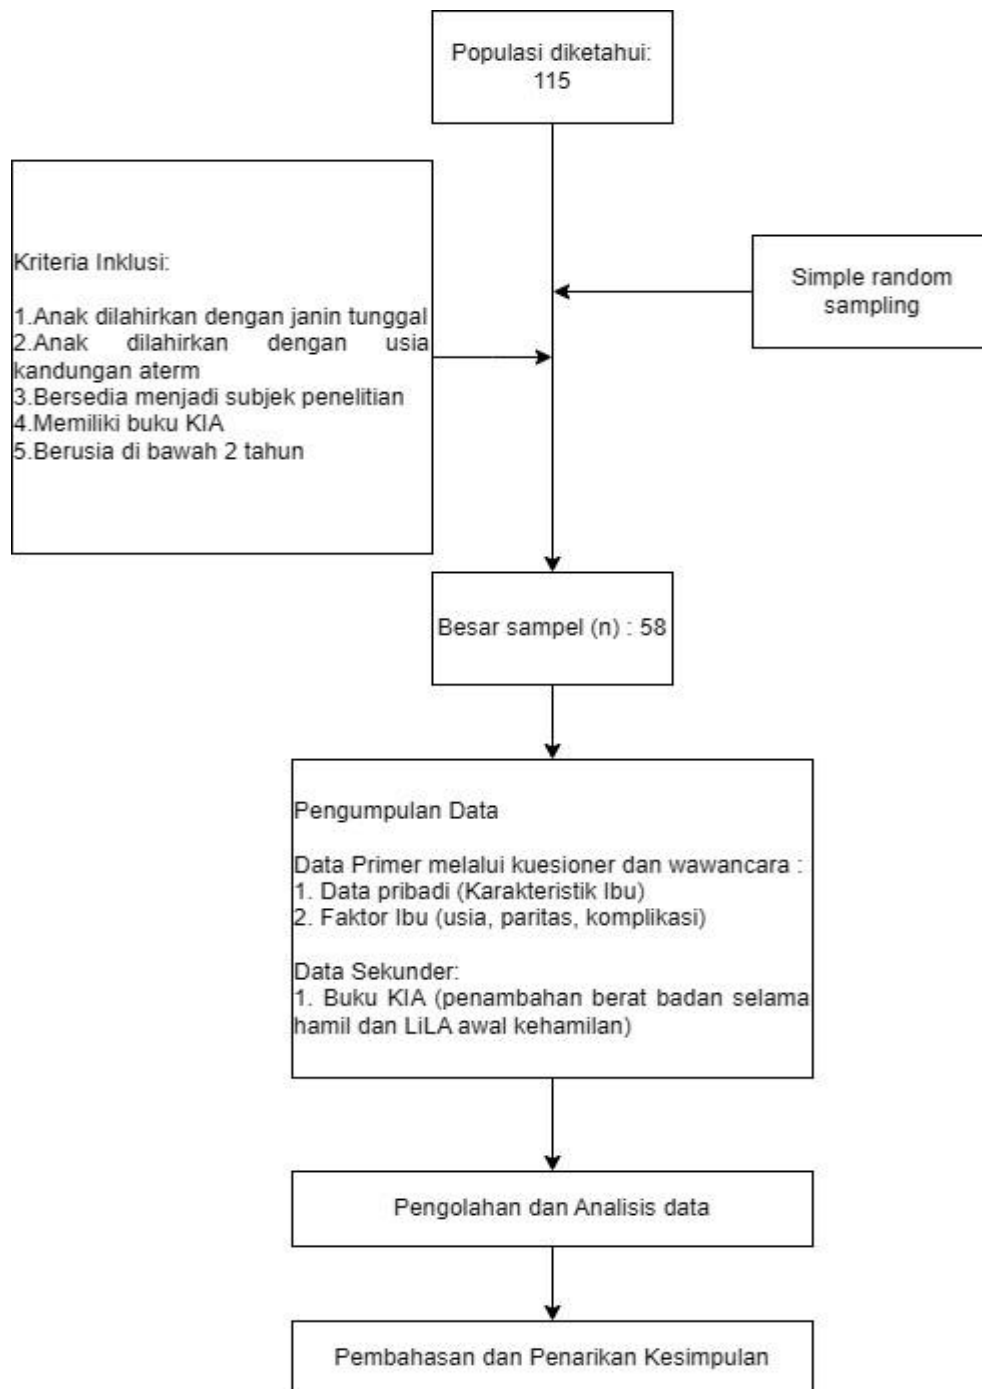 Populasi diketahui:
115
Kriteria Inklusi:
1.Anak dilahirkan dengan janin tunggal
2.Anak dilahirkan dengan usia
kandungan aterm
3.Bersedia menjadi subjek penelitian
4.Memiliki buku KIA
5.Berusia di bawah 2 tahun
Simple random
sampling
Besar sampel (n) : 58
Pengumpulan Data
Data Primer melalui kuesioner dan wawancara :
1. Data pribadi (Karakteristik Ibu)
2. Faktor Ibu (usia, paritas, komplikasi)
Data Sekunder:
1. Buku KIA (penambahan berat badan selama
hamil dan LiLA awal kehamilan)
Pengolahan dan Analisis data
Pembahasan dan Penarikan Kesimpulan